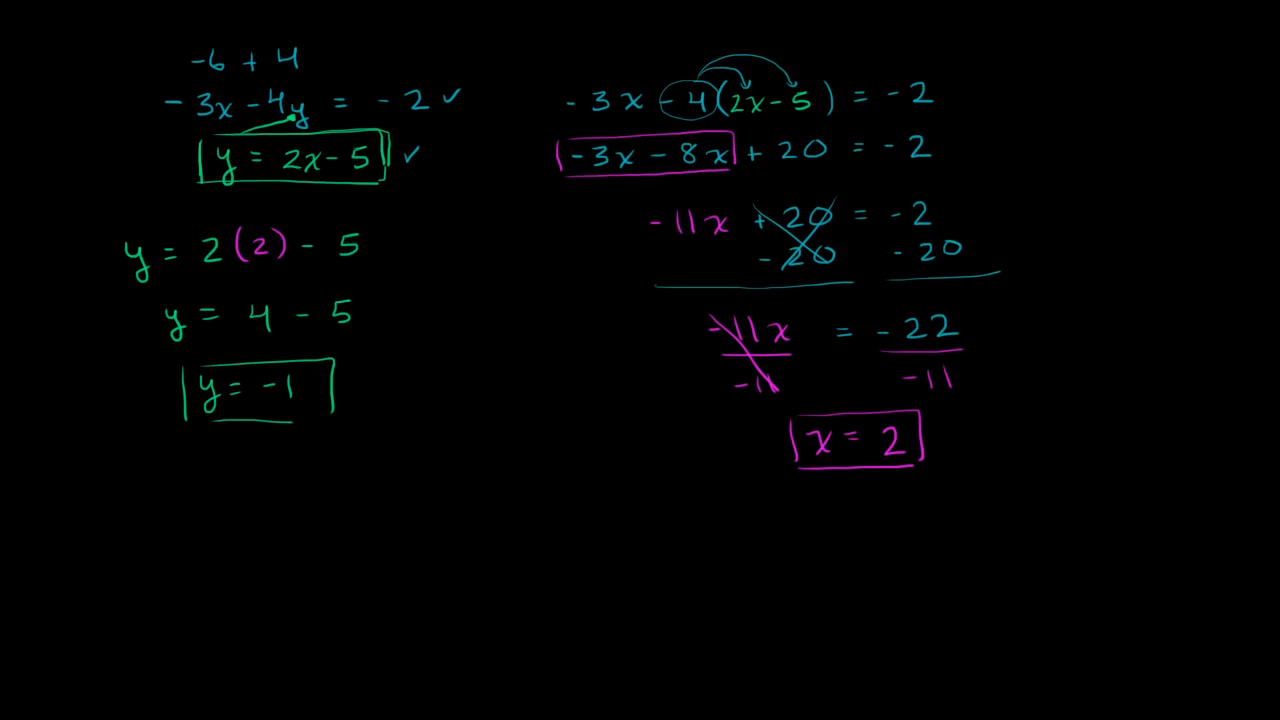 -6 + 4
-3x - 4y = -2 ✓
y = 2x - 5 ✓
y = 2(2) - 5
y = 4 - 5
y = -1
-3x - 4(2x - 5) = -2
-3x - 8x + 20 = -2
-11x + 20 = -2
-20 -20
-11x = -22
-11 -11
x = 2